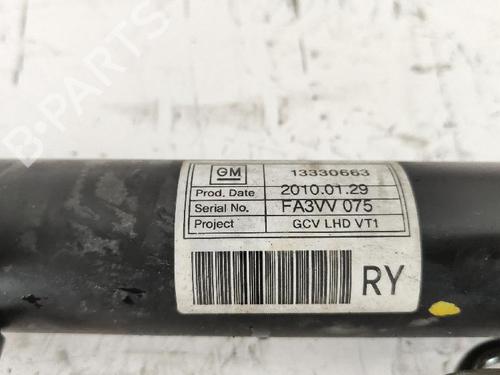 B-PARTS
GM 13330663
Prod. Date 2010.01.29
Serial No. FA3VV 075
Project GCV LHD VT1
RY